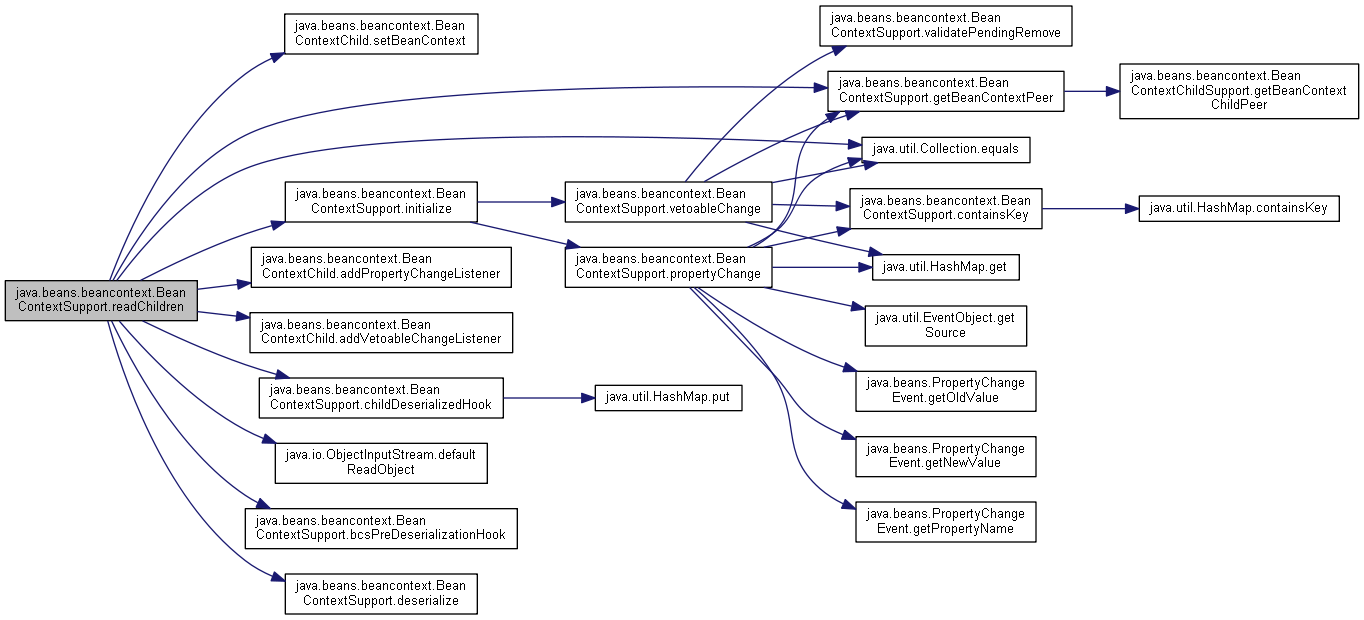 java.beans.beancontext.Bean
ContextChild.setBeanContext
java.beans.beancontext.Bean
ContextSupport.validatePendingRemove
java.beans.beancontext.Bean
ContextSupport.getBeanContextPeer
java.beans.beancontext.Bean
ContextChildSupport.getBeanContext
ChildPeer
java.util.Collection.equals
java.beans.beancontext.Bean
ContextSupport.initialize
java.beans.beancontext.Bean
ContextSupport.vetoableChange
java.beans.beancontext.Bean
ContextSupport.containsKey
java.util.HashMap.containsKey
java.beans.beancontext.Bean
ContextChild.addPropertyChangeListener
java.beans.beancontext.Bean
ContextSupport.propertyChange
java.util.HashMap.get
java.beans.beancontext.Bean
ContextSupport.readChildren
java.beans.beancontext.Bean
ContextChild.addVetoableChangeListener
java.util.EventObject.get
Source
java.beans.beancontext.Bean
ContextSupport.childDeserializedHook
java.util.HashMap.put
java.beans.PropertyChange
Event.getOldValue
java.io.ObjectInputStream.default
ReadObject
java.beans.PropertyChange
Event.getNewValue
java.beans.beancontext.Bean
ContextSupport.bcsPreDeserializationHook
java.beans.PropertyChange
Event.getPropertyName
java.beans.beancontext.Bean
ContextSupport.deserialize